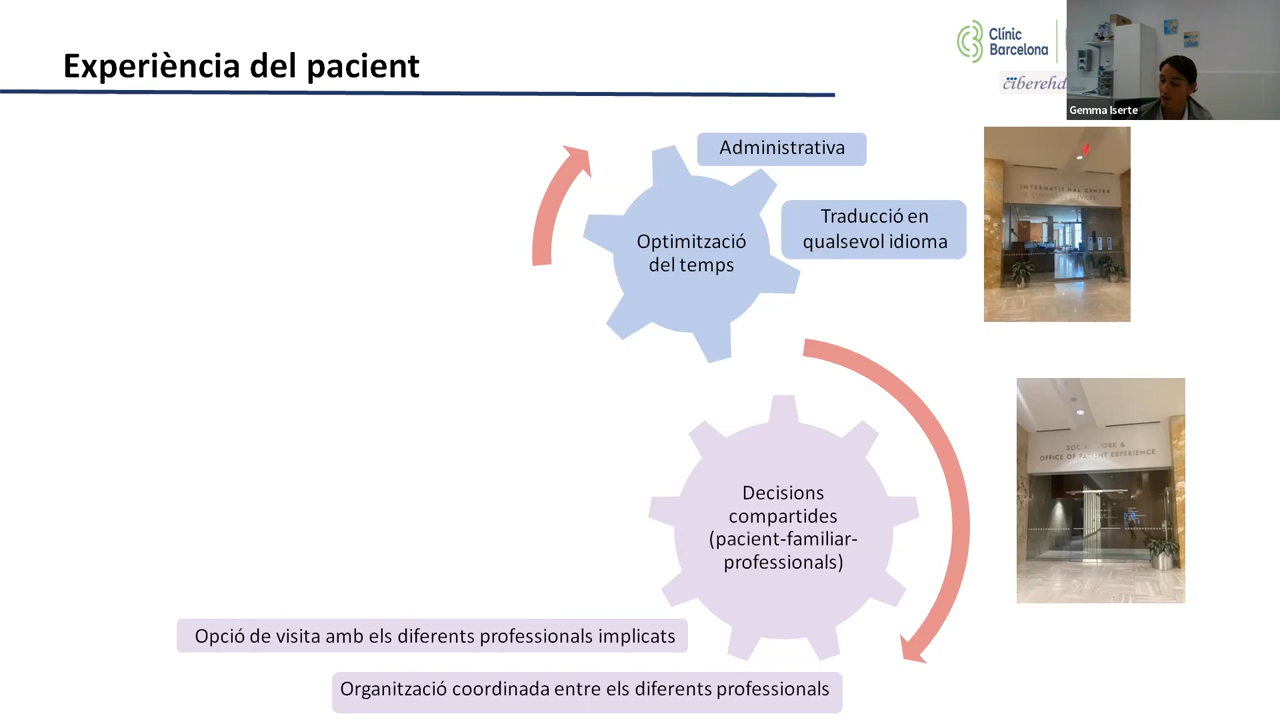 Experiència del pacient
Clínic
Barcelona
ciberehd
Gemma Iserte
Administrativa
Traducció en
qualsevol idioma
Optimització
del temps
INTERNATIONAL CENTER
Decisions
compartides
(pacient-familiar-
professionals)
OFFICE OF PATIENT EXPERIENCE
Opció de visita amb els diferents professionals implicats
Organització coordinada entre els diferents professionals